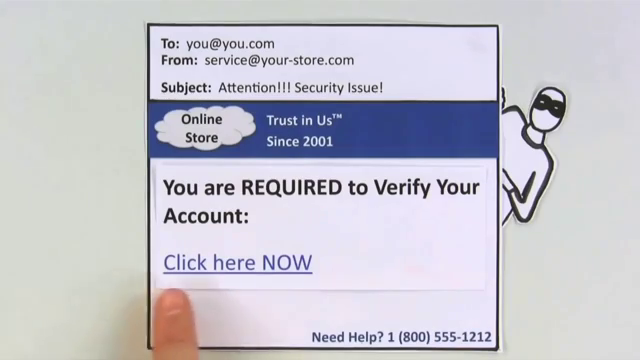 To: you@you.com
From: service@your-store.com
Subject: Attention!!! Security Issue!
Online
Store
Trust in Us™
Since 2001
You are REQUIRED to Verify Your
Account:
Click here NOW
Need Help? 1 (800) 555-1212